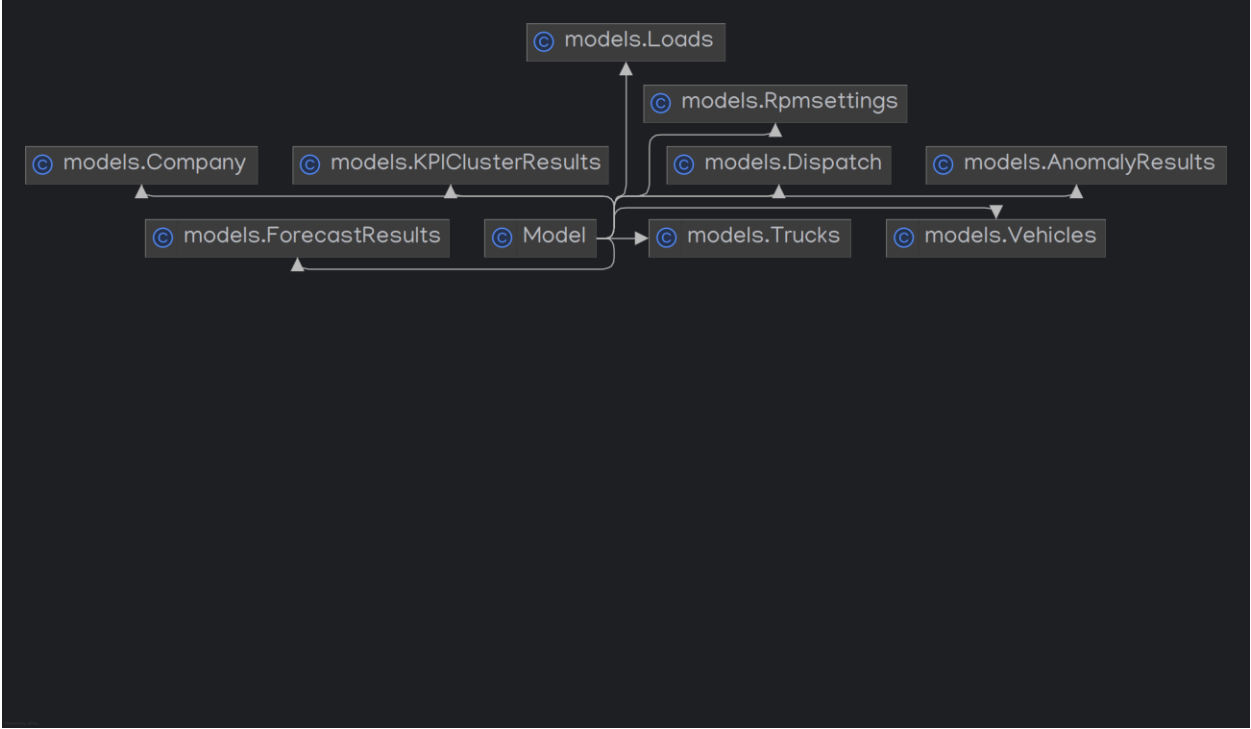 models.Loads
models.Rpmsettings
models.Company
models.KPIClusterResults
models.Dispatch
models.AnomalyResults
models.ForecastResults
Model
models.Trucks
models.Vehicles